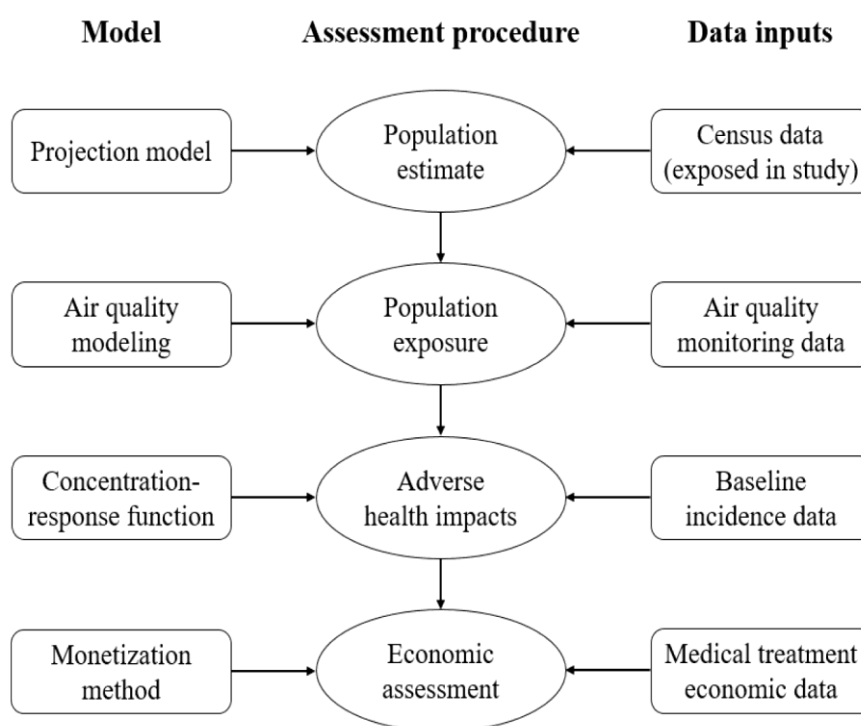 Model
Assessment procedure
Data inputs
Projection model
Population
estimate
Census data
(exposed in study)
Air quality
modeling
Population
exposure
Air quality
monitoring data
Concentration-
response function
Adverse
health impacts
Baseline
incidence data
Monetization
method
Economic
assessment
Medical treatment
economic data